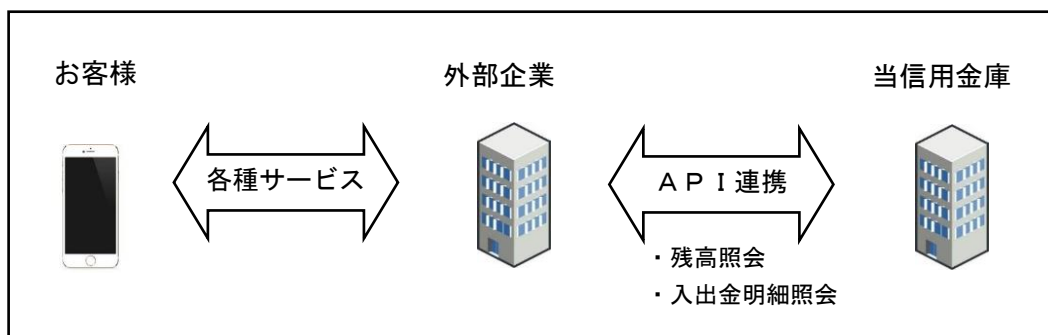 お客様
外部企業
当信用金庫
各種サービス
ＡＰＩ連携
・残高照会
・入出金明細照会